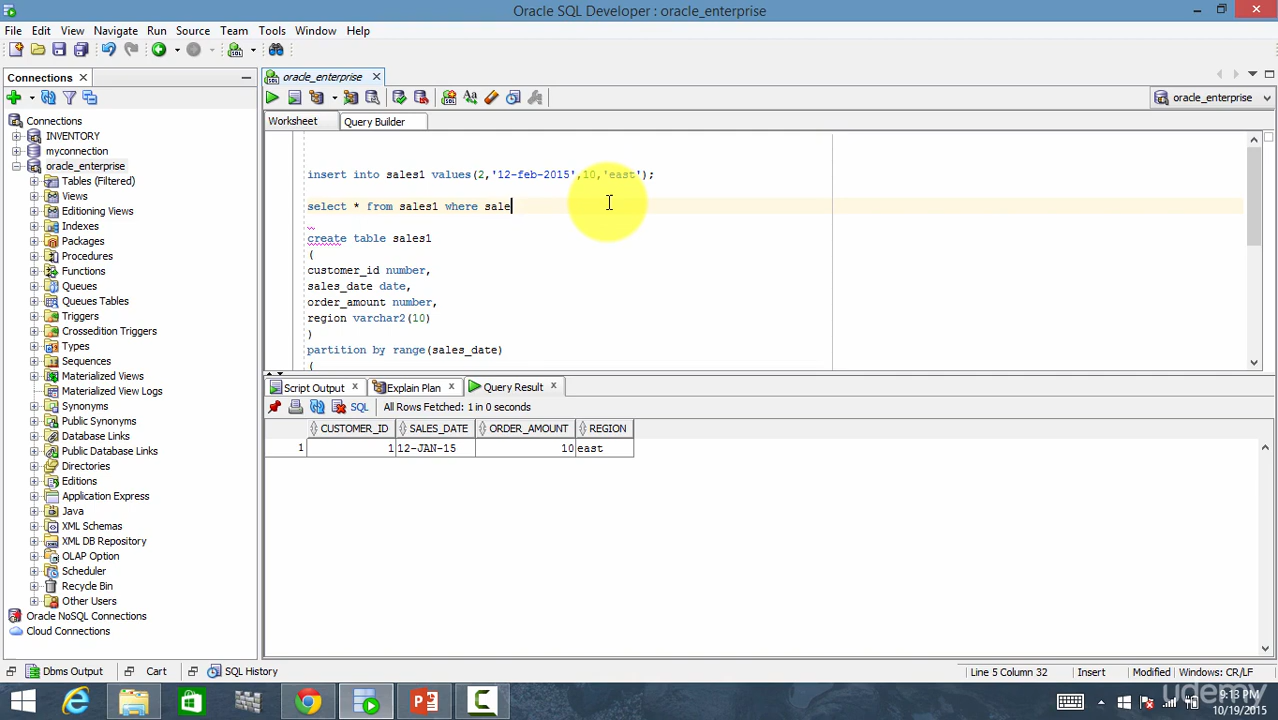 Oracle SQL Developer : oracle_enterprise
File Edit View Navigate Run Source Team Tools Window Help
Connections
oracle_enterprise
oracle_enterprise
Worksheet Query Builder
Connections
INVENTORY
myconnection
oracle_enterprise
Tables (Filtered)
Views
Editioning Views
Indexes
Packages
Procedures
Functions
Queues
Queues Tables
Triggers
Crossedition Triggers
Types
Sequences
Materialized Views
Materialized View Logs
Synonyms
Public Synonyms
Database Links
Public Database Links
Directories
Editions
Application Express
Java
XML Schemas
XML DB Repository
OLAP Option
Scheduler
Recycle Bin
Other Users
Oracle NoSQL Connections
Cloud Connections
insert into sales1 values(2,'12-feb-2015',10,'east');
select * from sales1 where sale
create table sales1
(
customer_id number,
sales_date date,
order_amount number,
region varchar2(10)
)
partition by range(sales_date)
(
Script Output Explain Plan Query Result
SQL All Rows Fetched: 1 in 0 seconds
CUSTOMER_ID SALES_DATE ORDER_AMOUNT REGION
1 1 12-JAN-15 10 east
Dbms Output Cart SQL History
Line 5 Column 32 Insert Modified Windows: CR/LF
udemy
9:13 PM
10/19/2015